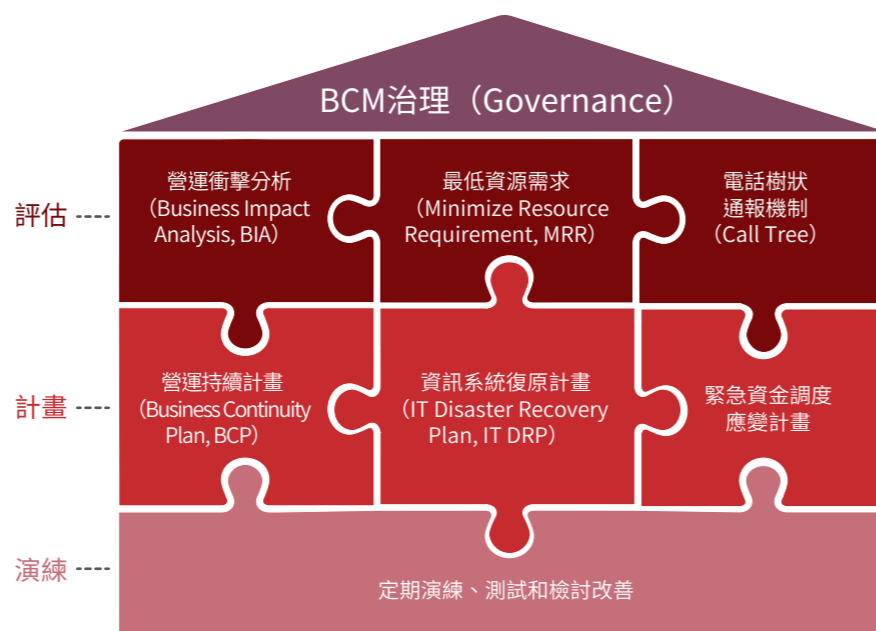 BCM治理（Governance）
評估
營運衝擊分析
（Business Impact
Analysis, BIA）
最低資源需求
（Minimize Resource
Requirement, MRR）
電話樹狀
通報機制
（Call Tree）
計畫
營運持續計畫
（Business Continuity
Plan, BCP）
資訊系統復原計畫
（IT Disaster Recovery
Plan, IT DRP）
緊急資金調度
應變計畫
演練
定期演練、測試和檢討改善